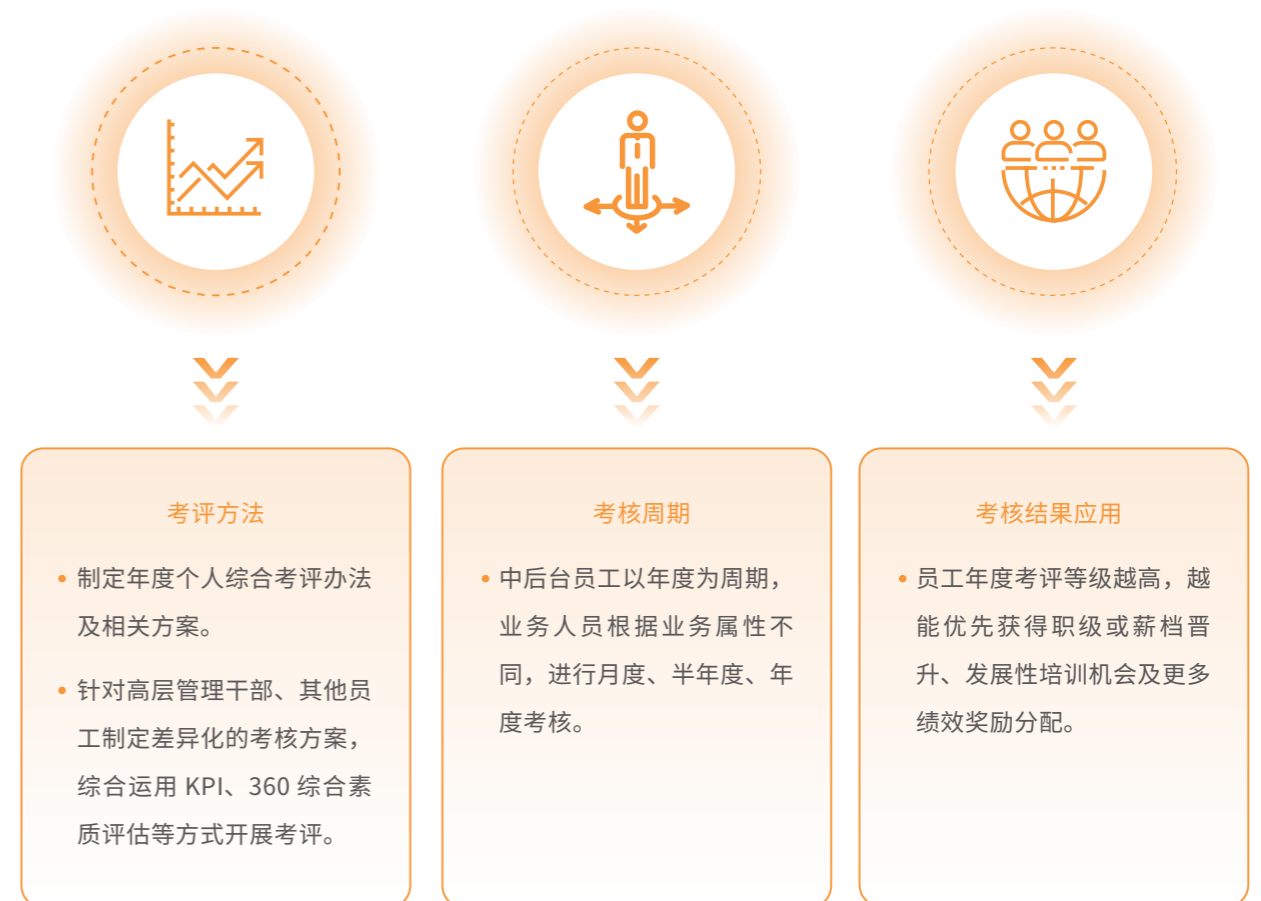 考评方法
• 制定年度个人综合考评办法
及相关方案。
• 针对高层管理干部、其他员
工制定差异化的考核方案，
综合运用 KPI、360 综合素
质评估等方式开展考评。
考核周期
• 中后台员工以年度为周期，
业务人员根据业务属性不
同，进行月度、半年度、年
度考核。
考核结果应用
• 员工年度考评等级越高，越
能优先获得职级或薪档晋
升、发展性培训机会及更多
绩效奖励分配。